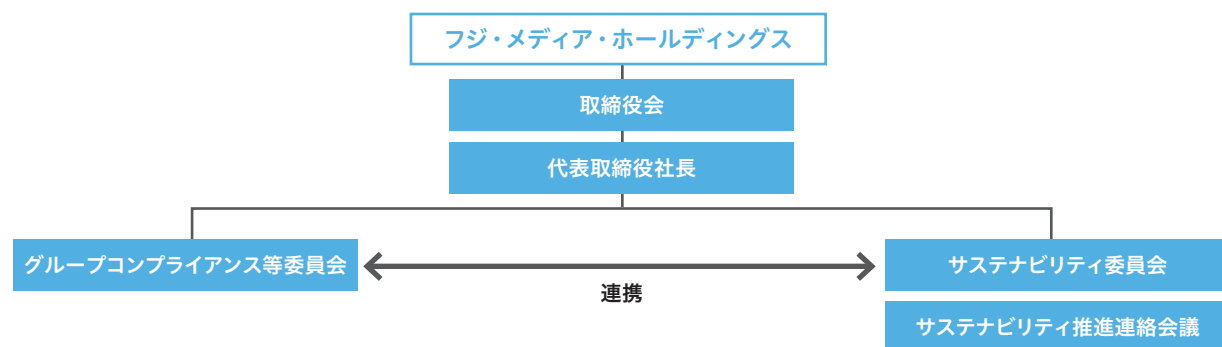 フジ・メディア・ホールディングス
取締役会
代表取締役社長
グループコンプライアンス等委員会
サステナビリティ委員会
連携
サステナビリティ推進連絡会議